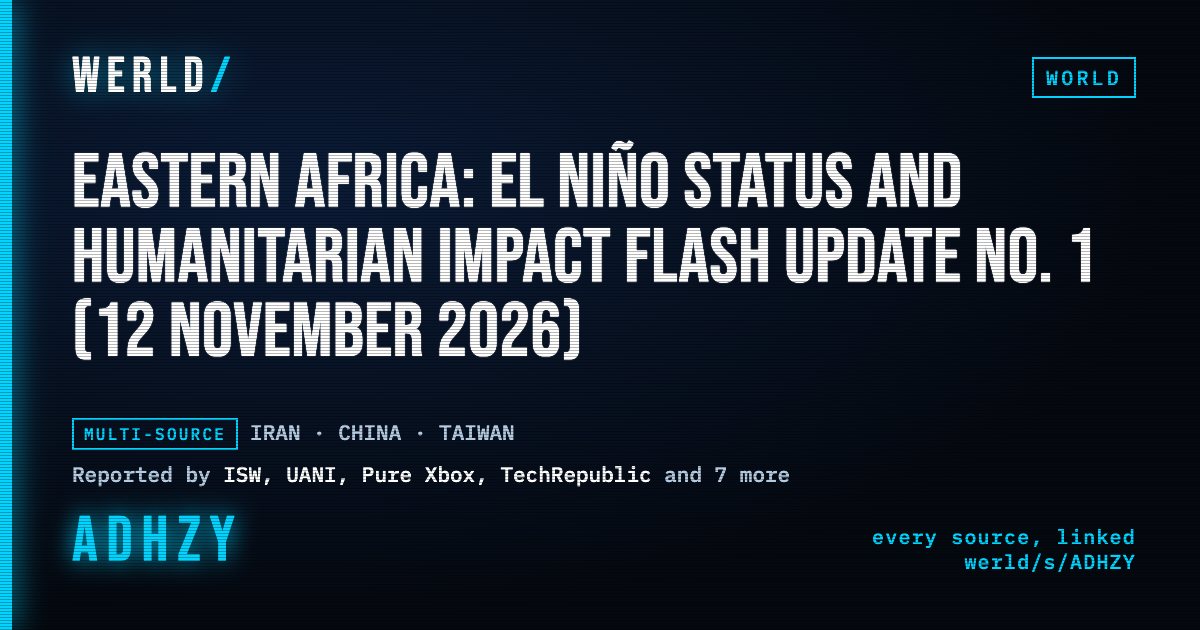 WERLD/
WORLD
EASTERN AFRICA: EL NIÑO STATUS AND
HUMANITARIAN IMPACT FLASH UPDATE NO. 1
(12 NOVEMBER 2026)
MULTI-SOURCE IRAN · CHINA · TAIWAN
Reported by ISW, UANI, Pure Xbox, TechRepublic and 7 more
ADHZY
every source, linked
werld/s/ADHZY